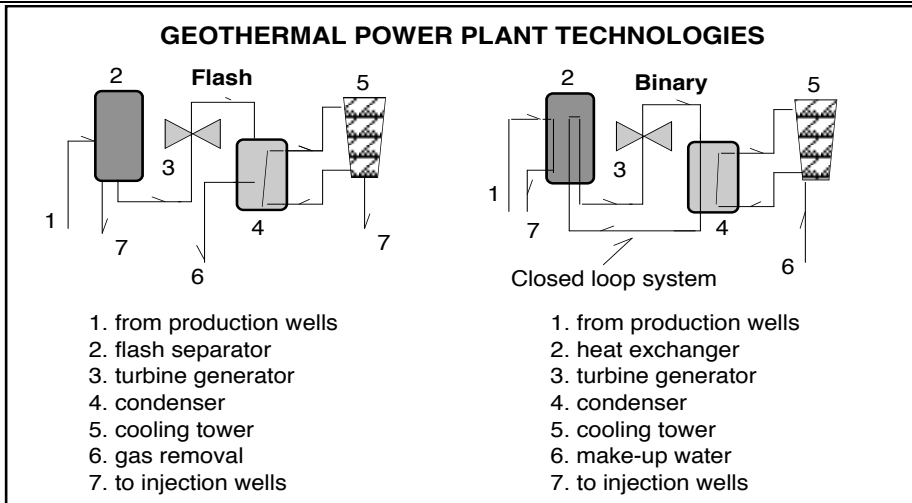 GEOTHERMAL POWER PLANT TECHNOLOGIES
Flash
2
5
3
1
7
4
6
7
Binary
2
5
3
1
7
4
6
Closed loop system
1. from production wells
2. flash separator
3. turbine generator
4. condenser
5. cooling tower
6. gas removal
7. to injection wells
1. from production wells
2. heat exchanger
3. turbine generator
4. condenser
5. cooling tower
6. make-up water
7. to injection wells